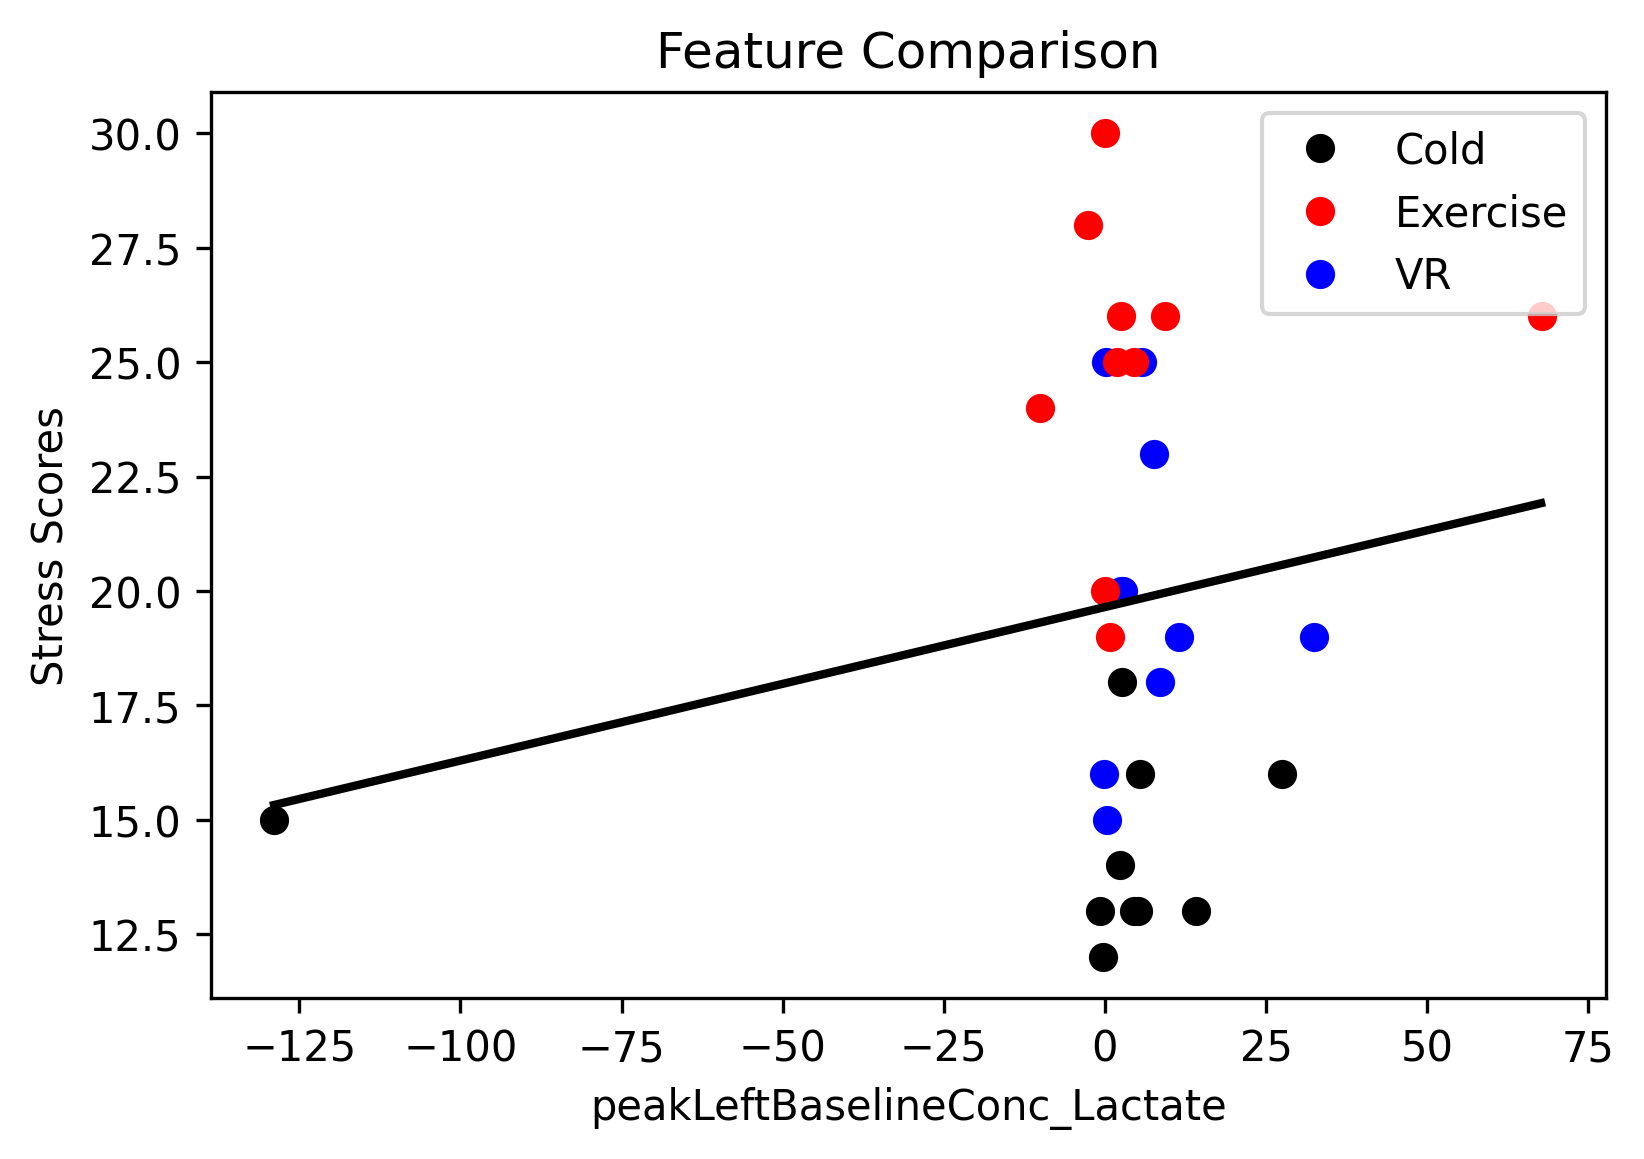 Feature Comparison
30.0
27.5
25.0
22.5
20.0
17.5
15.0
12.5
Stress Scores
Cold
Exercise
VR
−125 −100 −75 −50 −25 0 25 50 75
peakLeftBaselineConc_Lactate